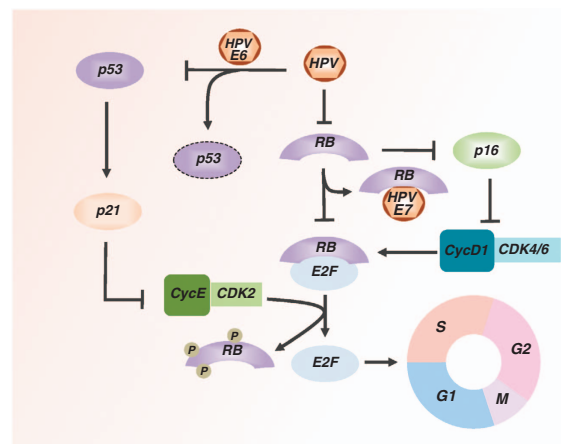 HPV
E6
HPV
p53
RB
p16
p53
RB
HPV
E7
p21
RB
CycD1
CDK4/6
E2F
CycE
CDK2
S
G2
P
P
RB
P
E2F
G1
M